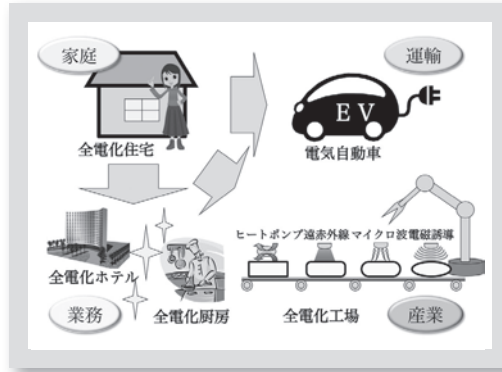 家庭
運輸
全電化住宅
EV
電気自動車
ヒートポンプ遠赤外線マイクロ波電磁誘導
全電化ホテル
全電化厨房
全電化工場
業務
産業